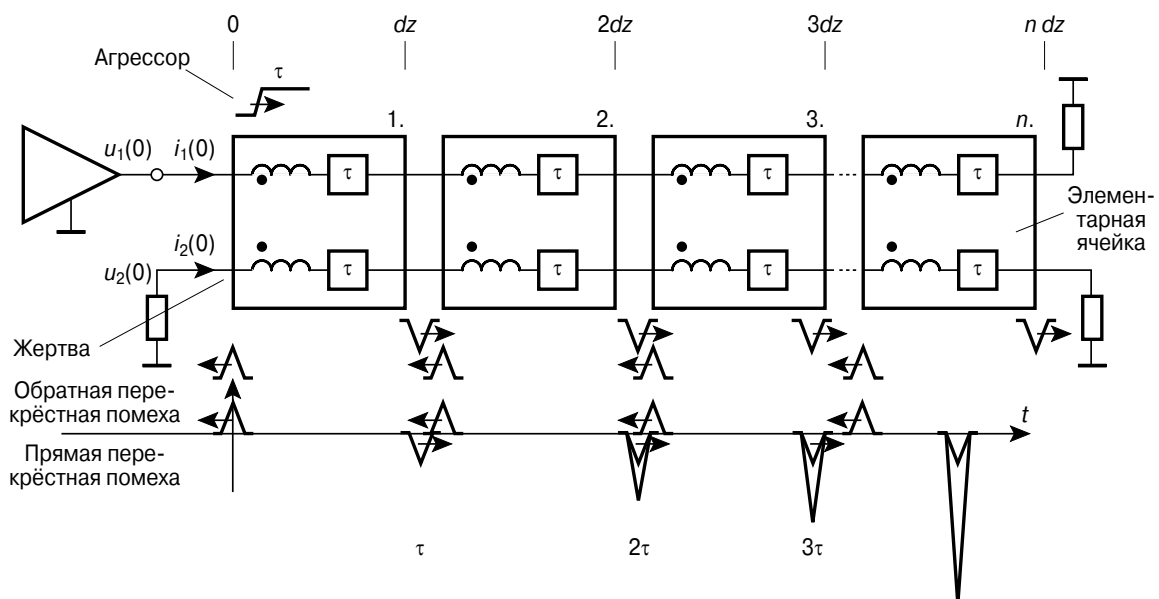 0 dz 2dz 3dz n dz
Агрессор
τ
1. 2. 3. n.
u₁(0) i₁(0)
τ τ τ τ
Элемен-
тарная
ячейка
i₂(0)
u₂(0)
τ τ τ τ
Жертва
Обратная пере-
крёстная помеха
t
Прямая пере-
крёстная помеха
τ 2τ 3τ